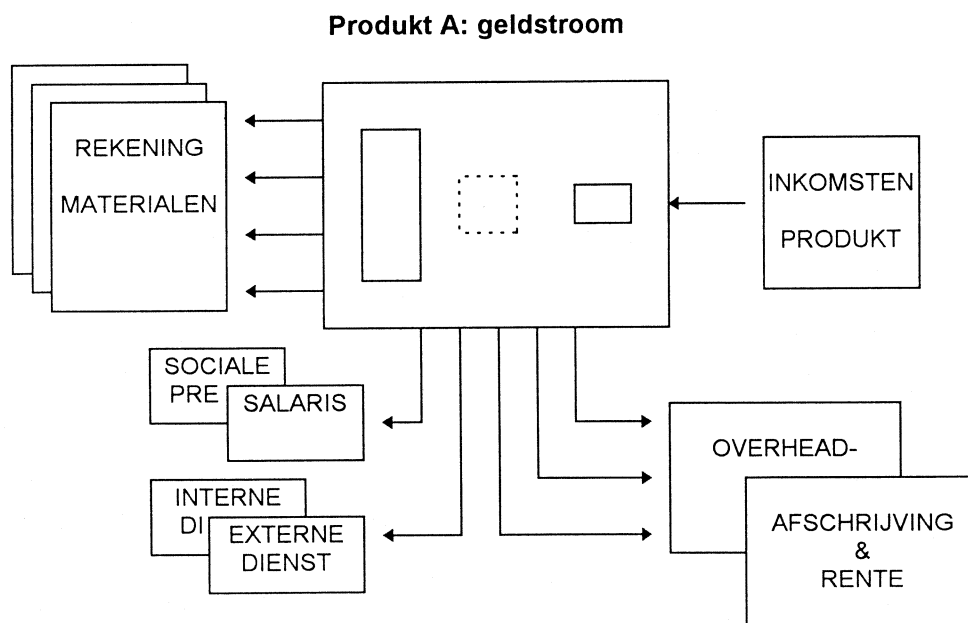 Produkt A: geldstroom
REKENING
MATERIALEN
INKOMSTEN
PRODUKT
SOCIALE
PRE
SALARIS
INTERNE
DI
EXTERNE
DIENST
OVERHEAD-
AFSCHRIJVING
&
RENTE